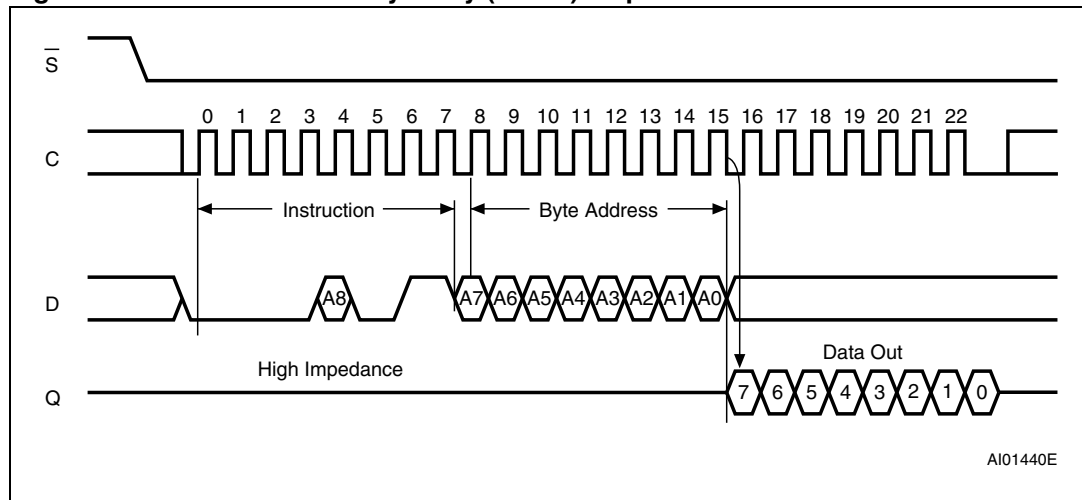 S
0 1 2 3 4 5 6 7 8 9 10 11 12 13 14 15 16 17 18 19 20 21 22
C
Instruction Byte Address
D A8 A7 A6 A5 A4 A3 A2 A1 A0
High Impedance Data Out
Q 7 6 5 4 3 2 1 0
AI01440E